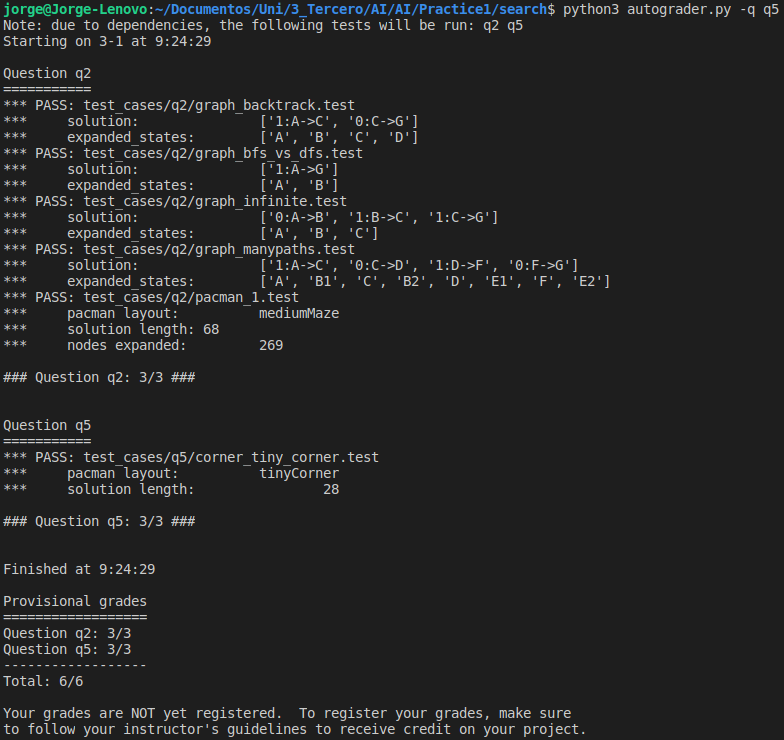 jorge@Jorge-Lenovo:~/Documentos/Uni/3_Tercero/AI/AI/Practice1/search$ python3 autograder.py -q q5
Note: due to dependencies, the following tests will be run: q2 q5
Starting on 3-1 at 9:24:29

Question q2
===========
*** PASS: test_cases/q2/graph_backtrack.test
***     solution:               ['1:A->C', '0:C->G']
***     expanded_states:        ['A', 'B', 'C', 'D']
*** PASS: test_cases/q2/graph_bfs_vs_dfs.test
***     solution:               ['1:A->G']
***     expanded_states:        ['A', 'B']
*** PASS: test_cases/q2/graph_infinite.test
***     solution:               ['0:A->B', '1:B->C', '1:C->G']
***     expanded_states:        ['A', 'B', 'C']
*** PASS: test_cases/q2/graph_manypaths.test
***     solution:               ['1:A->C', '0:C->D', '1:D->F', '0:F->G']
***     expanded_states:        ['A', 'B1', 'C', 'B2', 'D', 'E1', 'F', 'E2']
*** PASS: test_cases/q2/pacman_1.test
***     pacman layout:          mediumMaze
***     solution length: 68
***     nodes expanded:         269

### Question q2: 3/3 ###


Question q5
===========
*** PASS: test_cases/q5/corner_tiny_corner.test
***     pacman layout:          tinyCorner
***     solution length:                28

### Question q5: 3/3 ###


Finished at 9:24:29

Provisional grades
==================
Question q2: 3/3
Question q5: 3/3
------------------
Total: 6/6

Your grades are NOT yet registered.  To register your grades, make sure
to follow your instructor's guidelines to receive credit on your project.